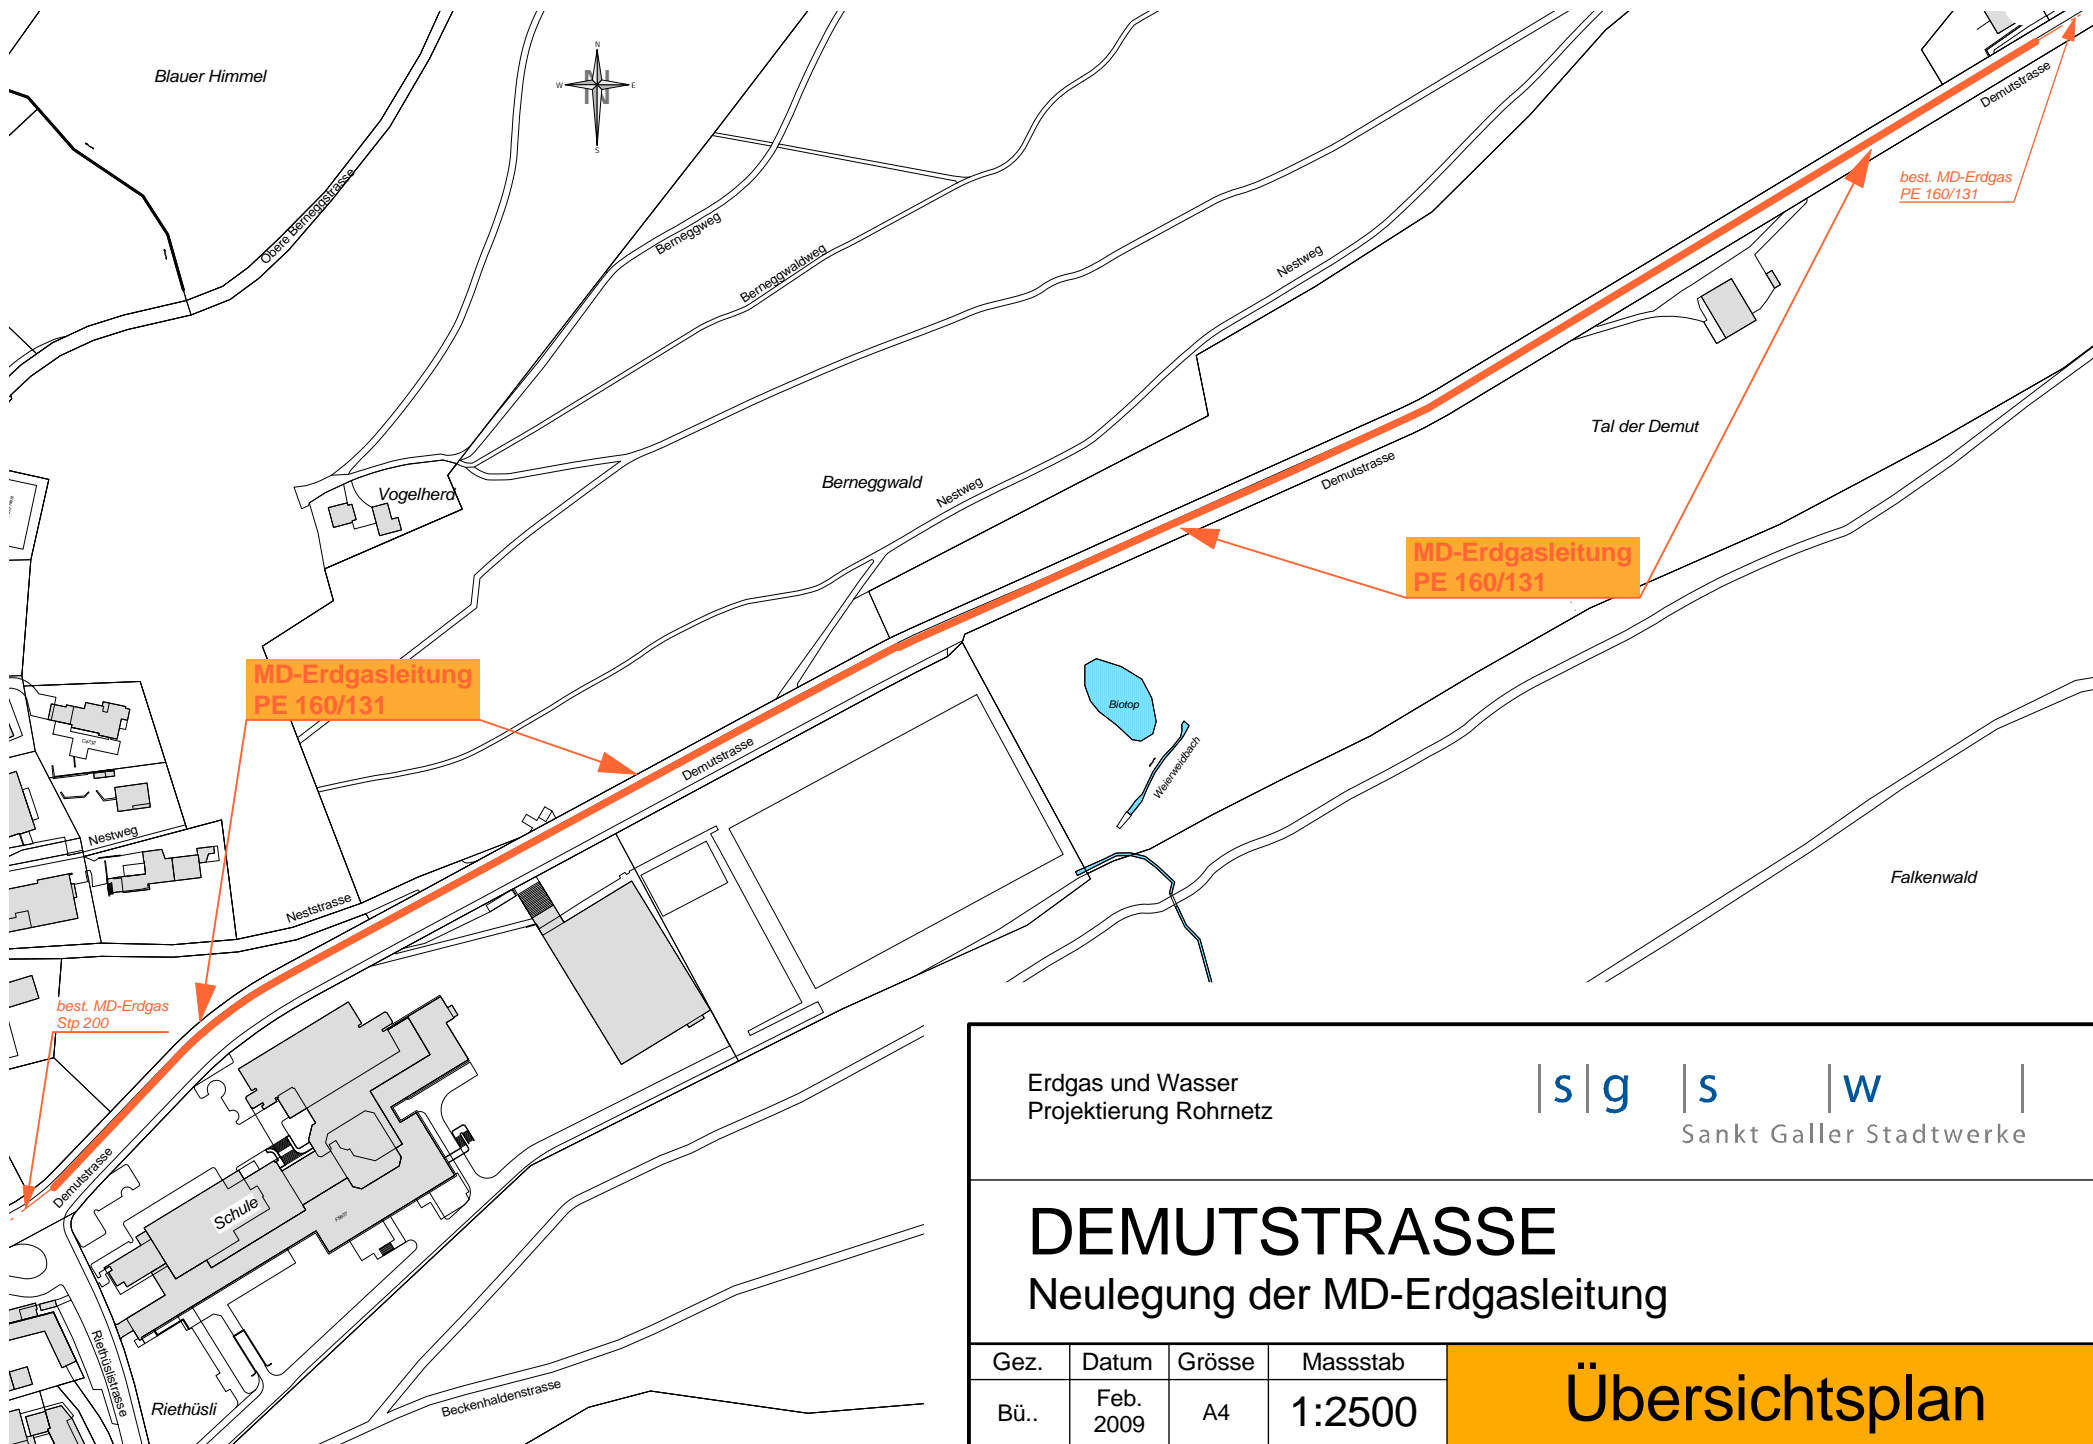 Blauer Himmel
N
W
N
E
S
Obere Berneggstrasse
Berneggweg
Berneggwaldweg
Nestweg
Demutstrasse
best. MD-Erdgas
PE 160/131
Tal der Demut
Vogelherd
Berneggwald
Nestweg
Demutstrasse
MD-Erdgasleitung
PE 160/131
MD-Erdgasleitung
PE 160/131
Biotop
Weierweidbach
Demutstrasse
Nestweg
Neststrasse
Falkenwald
best. MD-Erdgas
Stp 200
Demutstrasse
Schule
Riethüslistrasse
Riethüsli
Beckenhaldenstrasse
Erdgas und Wasser
Projektierung Rohrnetz
s g s w
Sankt Galler Stadtwerke
DEMUTSTRASSE
Neulegung der MD-Erdgasleitung
Gez. Datum Grösse Massstab
Bü.. Feb. 2009 A4 1:2500
Übersichtsplan